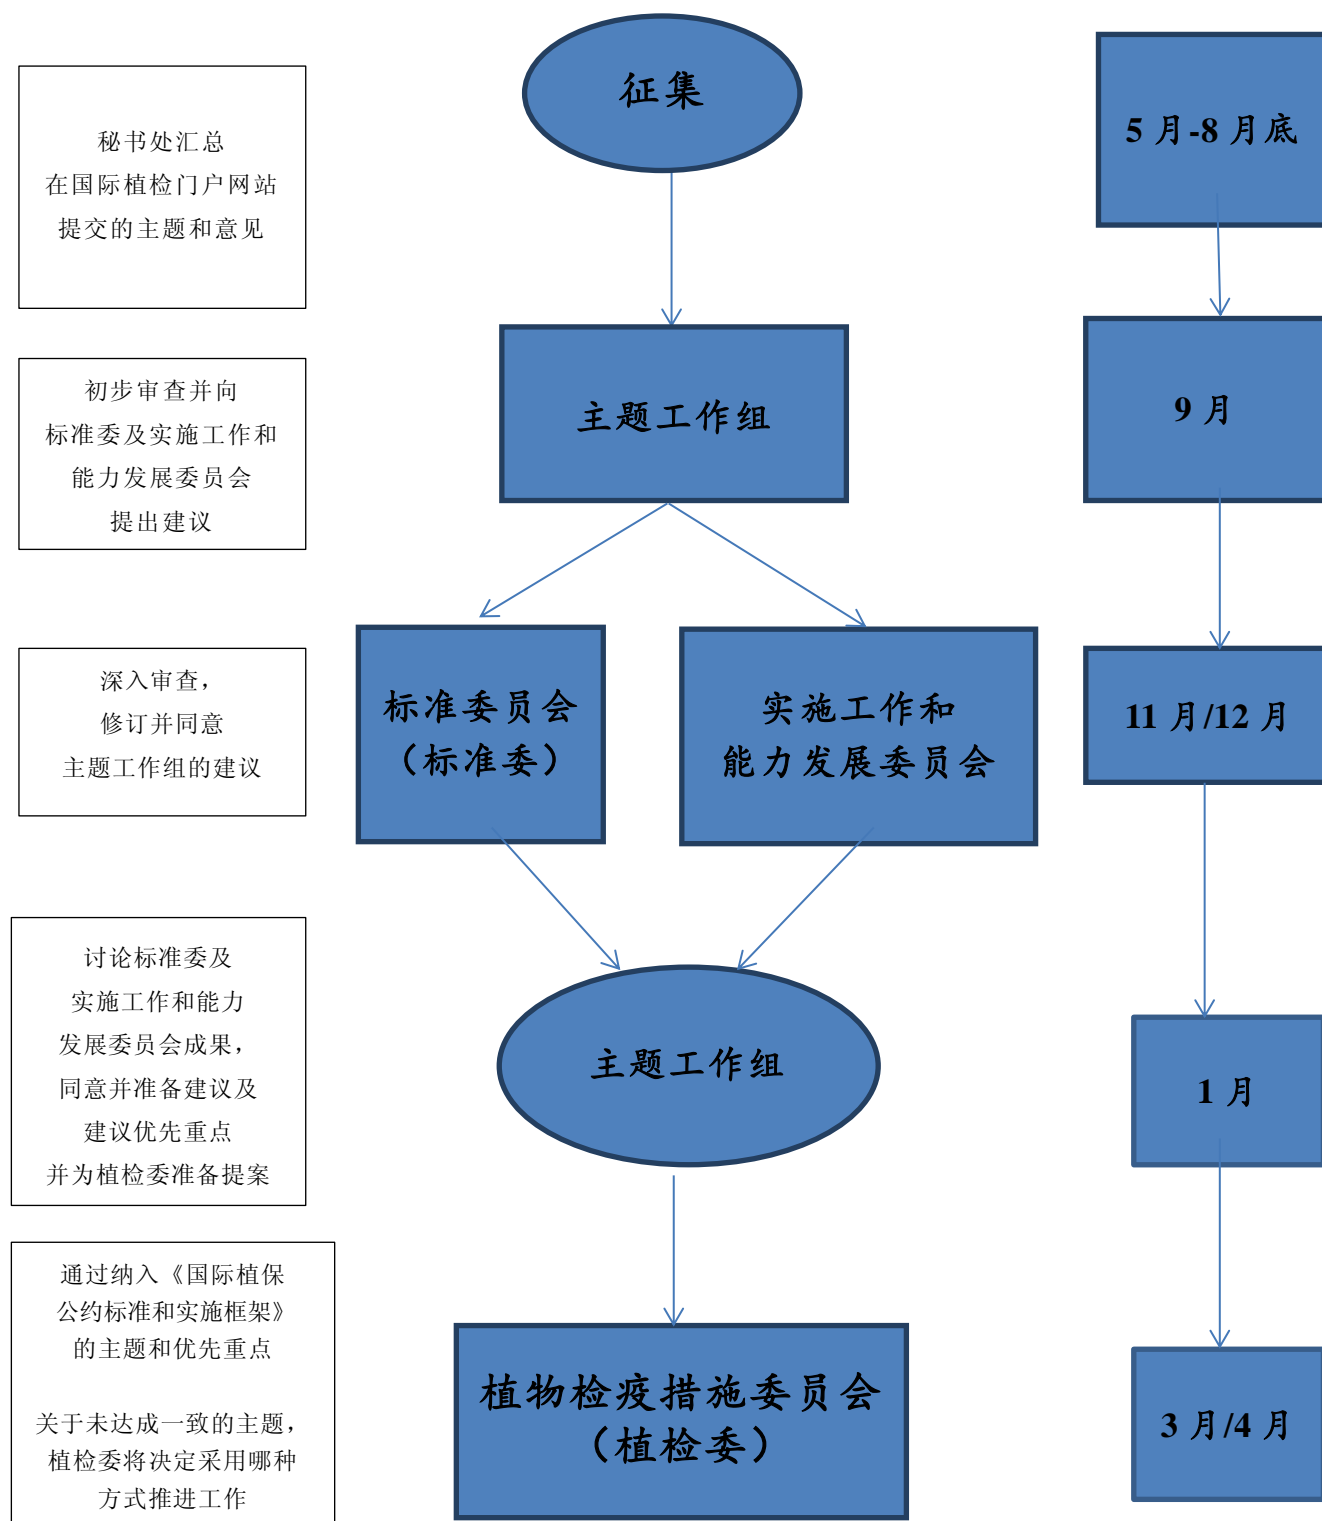 秘书处汇总
在国际植检门户网站
提交的主题和意见
征集
5 月-8 月底
初步审查并向
标准委及实施工作和
能力发展委员会
提出建议
主题工作组
9 月
深入审查，
修订并同意
主题工作组的建议
标准委员会
（标准委）
实施工作和
能力发展委员会
11 月/12 月
讨论标准委及
实施工作和能力
发展委员会成果，
同意并准备建议及
建议优先重点
并为植检委准备提案
主题工作组
1 月
通过纳入《国际植保
公约标准和实施框架》
的主题和优先重点
关于未达成一致的主题，
植检委将决定采用哪种
方式推进工作
植物检疫措施委员会
（植检委）
3 月/4 月